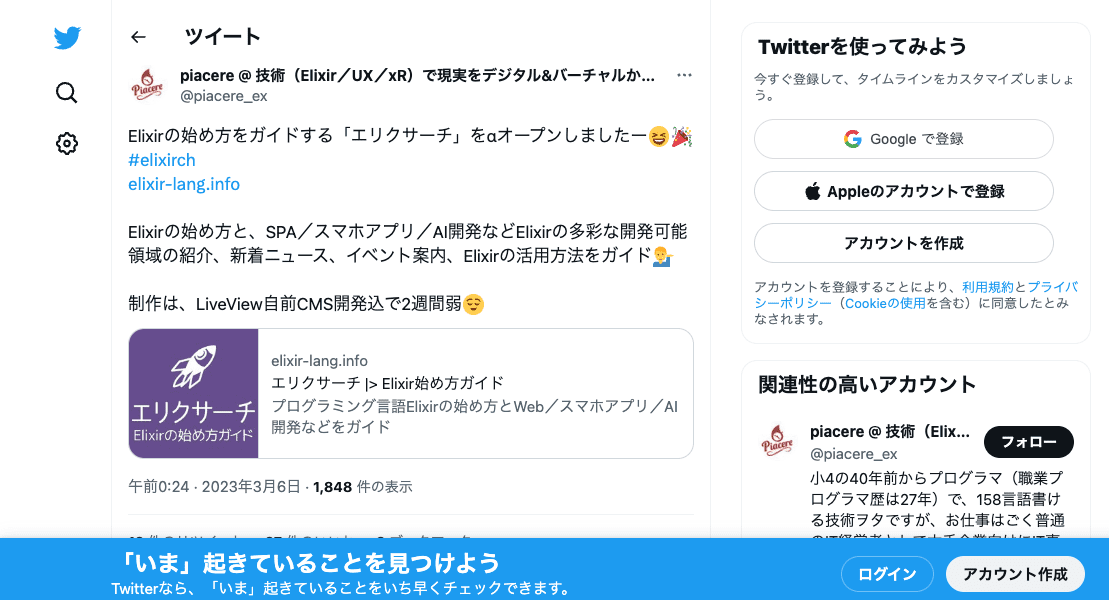 ツイート
piacere @ 技術（Elixir／UX／xR）で現実をデジタル&バーチャルか...
@piacere_ex
Piacere
Elixirの始め方をガイドする「エリクサーチ」をαオープンしましたー😆🎉
#elixirch
elixir-lang.info
Elixirの始め方と、SPA／スマホアプリ／AI開発などElixirの多彩な開発可能
領域の紹介、新着ニュース、イベント案内、Elixirの活用方法をガイド💁‍♂️
制作は、LiveView自前CMS開発込で2週間弱😌
エリクサーチ
Elixirの始め方ガイド
elixir-lang.info
エリクサーチ |> Elixir始め方ガイド
プログラミング言語Elixirの始め方とWeb／スマホアプリ／AI
開発などをガイド
午前0:24 · 2023年3月6日 · 1,848 件の表示
Twitterを使ってみよう
今すぐ登録して、タイムラインをカスタマイズしましょ
う。
Google で登録
Appleのアカウントで登録
アカウントを作成
アカウントを登録することにより、利用規約とプライバ
シーポリシー（Cookieの使用を含む）に同意したとみ
なされます。
関連性の高いアカウント
Piacere
piacere @ 技術（Elix...
@piacere_ex
フォロー
小4の40年前からプログラマ（職業プ
ログラマ歴は27年）で、158言語書け
る技術ヲタですが、お仕事はごく普通
「いま」起きていることを見つけよう
Twitterなら、「いま」起きていることをいち早くチェックできます。
ログイン
アカウント作成